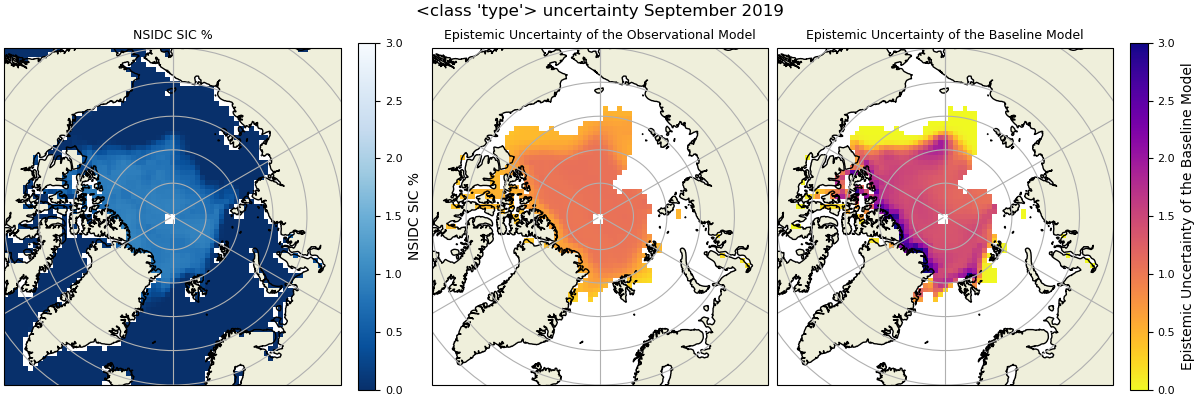 <class 'type'> uncertainty September 2019
NSIDC SIC %
Epistemic Uncertainty of the Observational Model
Epistemic Uncertainty of the Baseline Model
3.0
2.5
2.0
1.5
1.0
0.5
0.0
NSIDC SIC %
3.0
2.5
2.0
1.5
1.0
0.5
0.0
Epistemic Uncertainty of the Baseline Model